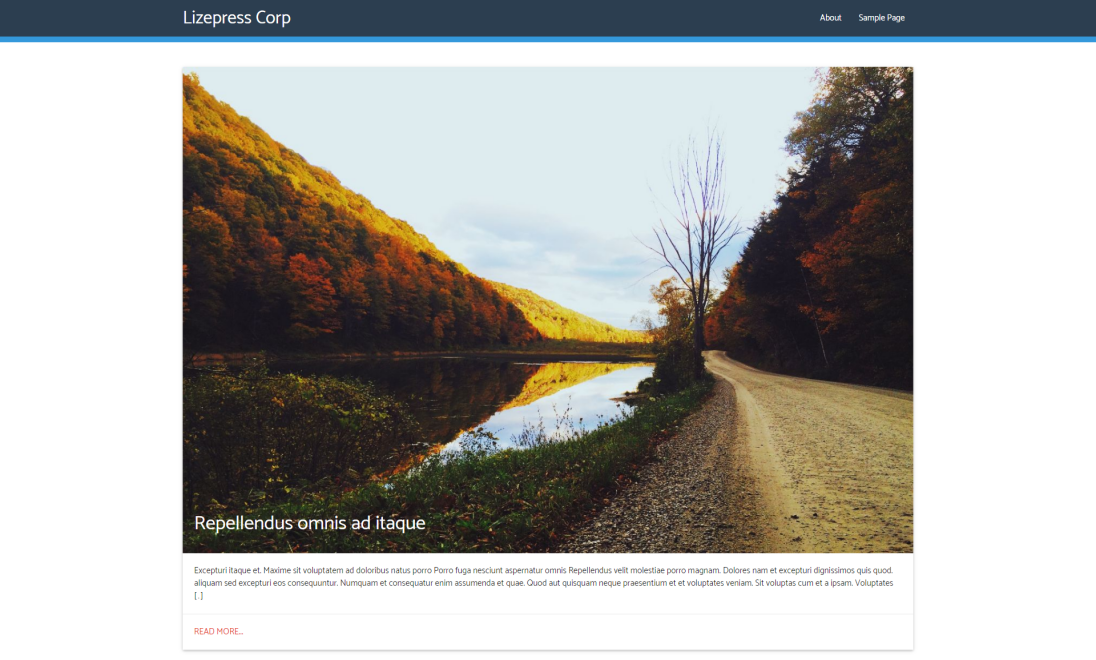 Lizepress Corp
About Sample Page
Repellendus omnis ad itaque
Excepturi itaque et. Maxime sit voluptatem ad doloribus natus porro Porro fuga nesciunt aspernatur omnis Repellendus velit molestiae porro magnam. Dolores nam et excepturi dignissimos quis quod.
aliquam sed excepturi eos consequuntur. Numquam et consequatur enim assumenda et quae. Quod aut quisquam neque praesentium et et voluptates veniam. Sit voluptas cum et a ipsam. Voluptates
[...]
READ MORE...